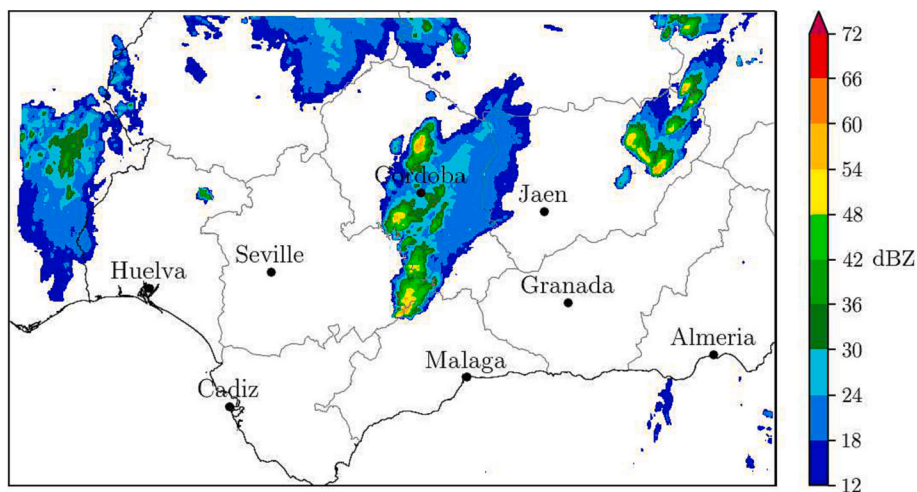 Cordoba
Jaen
Seville
Huelva
Granada
Almeria
Malaga
Cadiz
72
66
60
54
48
42
36
30
24
18
12
dBZ